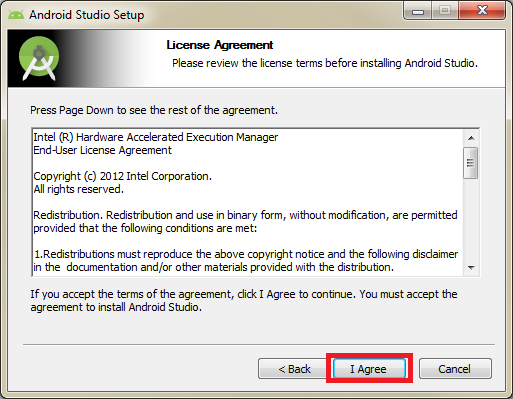 Android Studio Setup
License Agreement
Please review the license terms before installing Android Studio.
Press Page Down to see the rest of the agreement.
Intel (R) Hardware Accelerated Execution Manager
End-User License Agreement
Copyright (c) 2012 Intel Corporation.
All rights reserved.
Redistribution. Redistribution and use in binary form, without modification, are permitted
provided that the following conditions are met:
1.Redistributions must reproduce the above copyright notice and the following disclaimer
in the  documentation and/or other materials provided with the distribution.
If you accept the terms of the agreement, click I Agree to continue. You must accept the
agreement to install Android Studio.
< Back
I Agree
Cancel